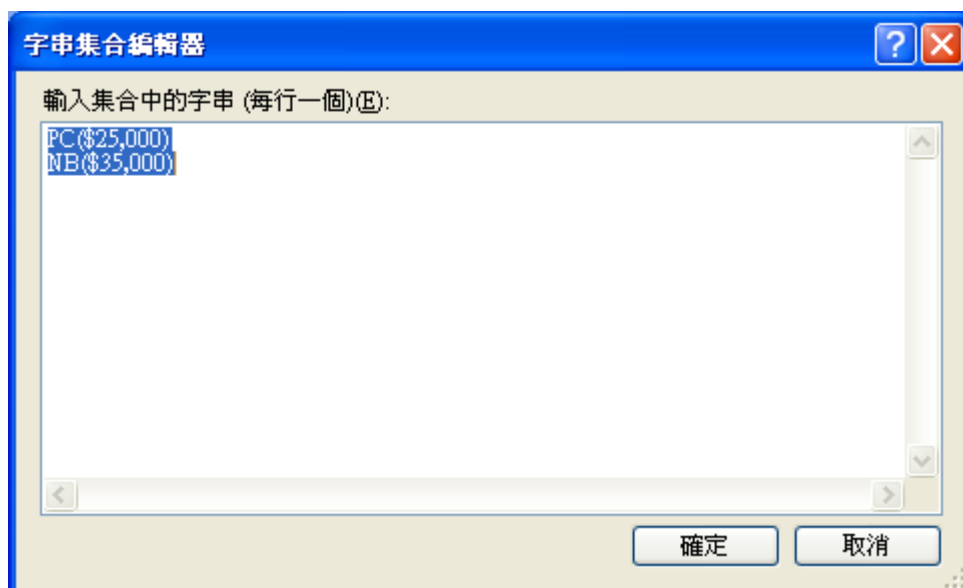 字串集合編輯器
輸入集合中的字串 (每行一個)(E):
PC($25,000)
NB($35,000)
確定
取消